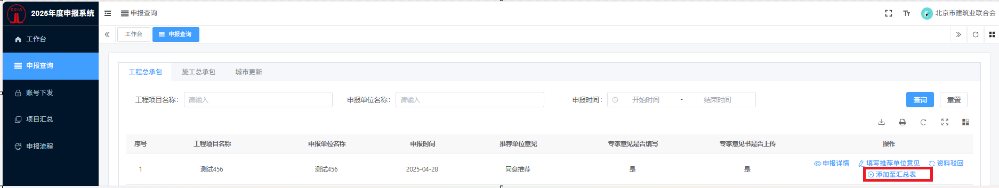 CCIA
2025年度申报系统
申报查询
北京市建筑业联合会
工作台
申报查询
工作台
申报查询
账号下发
项目汇总
申报流程
工程总承包 施工总承包 城市更新
工程项目名称： 请输入 申报单位名称： 请输入 申报时间： 开始时间 - 结束时间 查询 重置
序号 工程项目名称 申报单位名称 申报时间 推荐单位意见 专家意见是否填写 专家意见书是否上传 操作
1 测试456 测试456 2025-04-28 同意推荐 是 是 申报详情 填写推荐单位意见 资料驳回
添加至汇总表